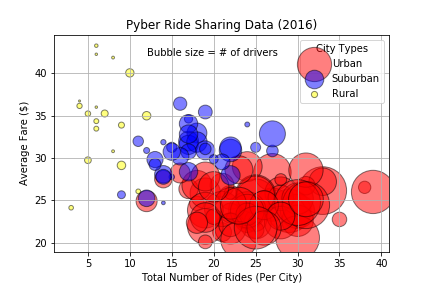 Pyber Ride Sharing Data (2016)
Bubble size = # of drivers
City Types
Urban
Suburban
Rural
Average Fare ($)
40
35
30
25
20
5
10
15
20
25
30
35
40
Total Number of Rides (Per City)